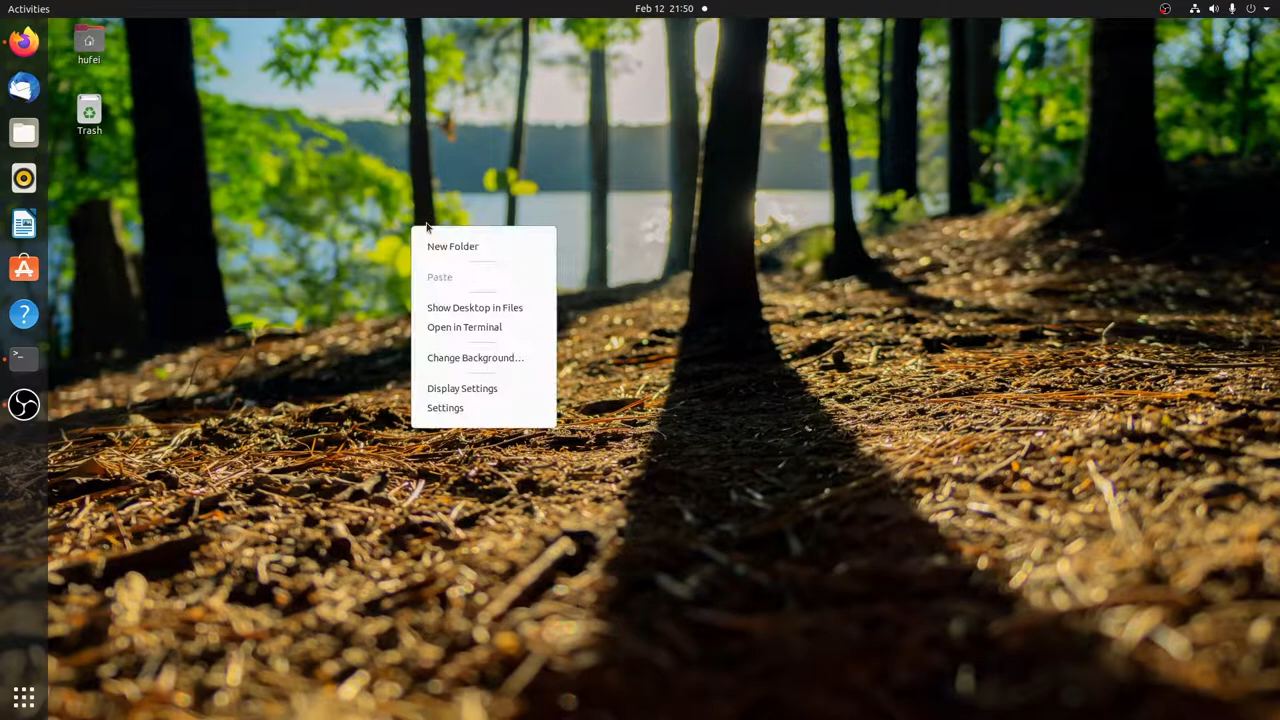 Activities
Feb 12 21:50
hufei
Trash
New Folder
Paste
Show Desktop in Files
Open in Terminal
Change Background…
Display Settings
Settings